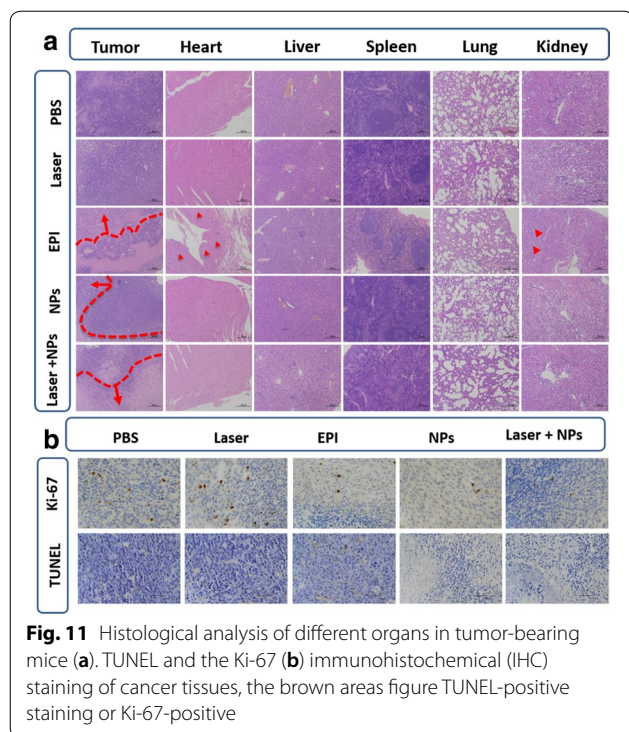 a
Tumor Heart Liver Spleen Lung Kidney
PBS
Laser
EPI
NPs
Laser +NPs
b
PBS Laser EPI NPs Laser + NPs
Ki-67
TUNEL
Fig. 11 Histological analysis of different organs in tumor-bearing
mice (a). TUNEL and the Ki-67 (b) immunohistochemical (IHC)
staining of cancer tissues, the brown areas figure TUNEL-positive
staining or Ki-67-positive